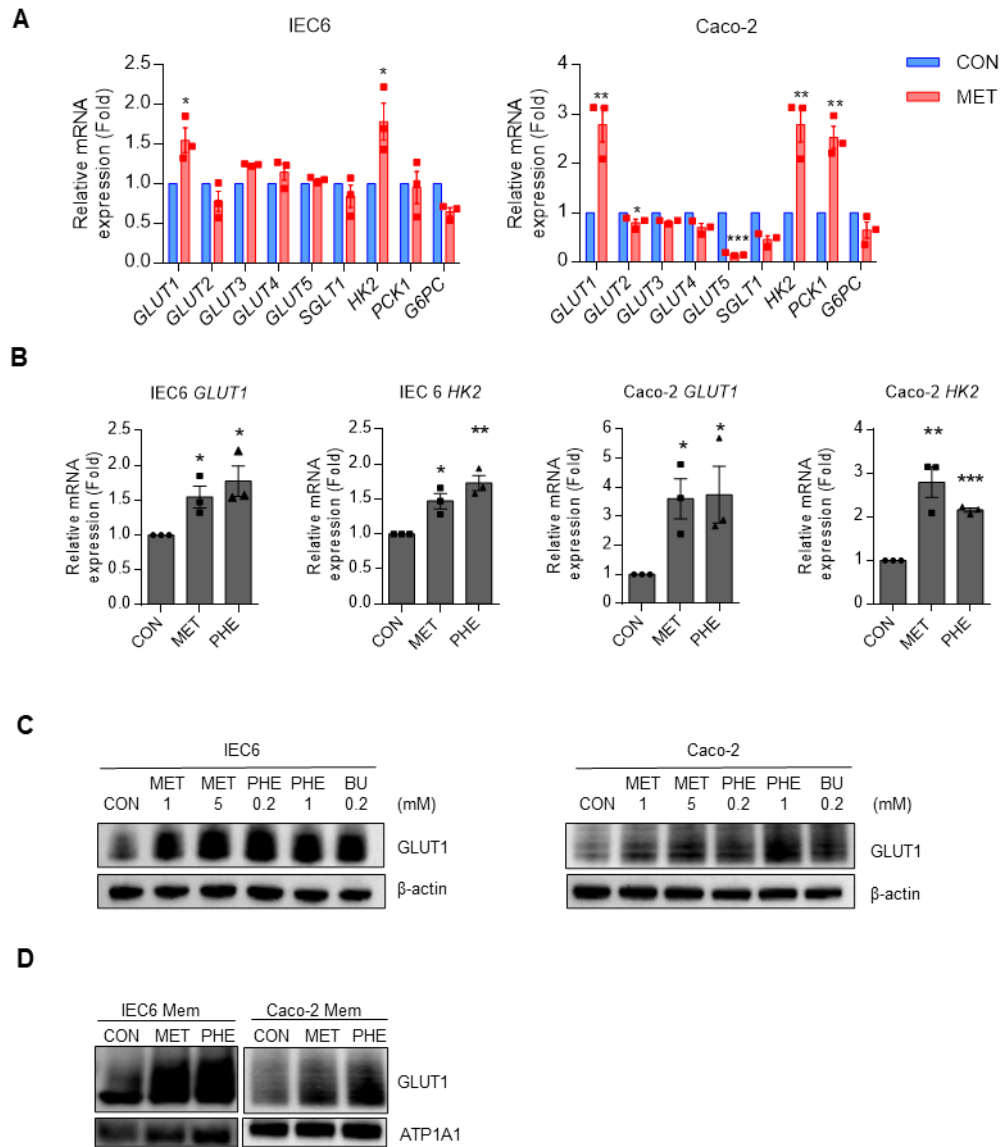 A
IEC6
Caco-2
CON
MET
Relative mRNA
expression (Fold)
2.5
2.0
1.5
1.0
0.5
0.0
* *
GLUT1 GLUT2 GLUT3 GLUT4 GLUT5 SGLT1 HK2 PCK1 G6PC
Relative mRNA
expression (Fold)
4
3
2
1
0
** * *** ** **
GLUT1 GLUT2 GLUT3 GLUT4 GLUT5 SGLT1 HK2 PCK1 G6PC
B
IEC6 GLUT1
Relative mRNA
expression (Fold)
2.5
2.0
1.5
1.0
0.5
0.0
* *
CON MET PHE
IEC 6 HK2
Relative mRNA
expression (Fold)
2.5
2.0
1.5
1.0
0.5
0.0
* **
CON MET PHE
Caco-2 GLUT1
Relative mRNA
expression (Fold)
6
5
4
3
2
1
0
* *
CON MET PHE
Caco-2 HK2
Relative mRNA
expression (Fold)
4
3
2
1
0
** ***
CON MET PHE
C
IEC6
MET MET PHE PHE BU
CON 1 5 0.2 1 0.2 (mM)
GLUT1
β-actin
Caco-2
MET MET PHE PHE BU
CON 1 5 0.2 1 0.2 (mM)
GLUT1
β-actin
D
IEC6 Mem Caco-2 Mem
CON MET PHE CON MET PHE
GLUT1
ATP1A1